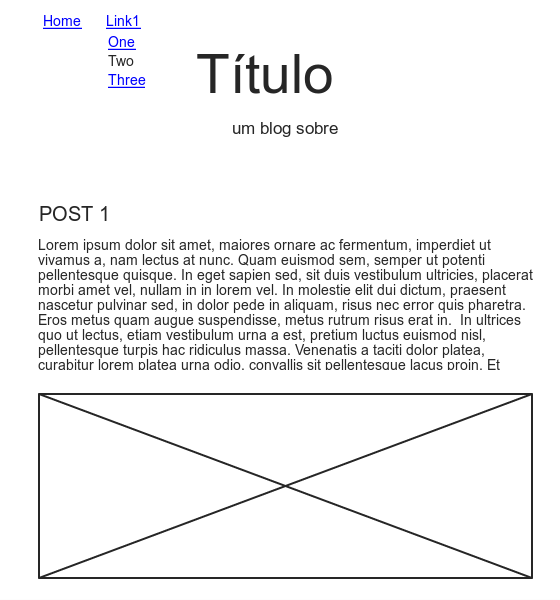 Home Link1
One
Two
Three
Título
um blog sobre
POST 1
Lorem ipsum dolor sit amet, maiores ornare ac fermentum, imperdiet ut
vivamus a, nam lectus at nunc. Quam euismod sem, semper ut potenti
pellentesque quisque. In eget sapien sed, sit duis vestibulum ultricies, placerat
morbi amet vel, nullam in in lorem vel. In molestie elit dui dictum, praesent
nascetur pulvinar sed, in dolor pede in aliquam, risus nec error quis pharetra.
Eros metus quam augue suspendisse, metus rutrum risus erat in.  In ultrices
quo ut lectus, etiam vestibulum urna a est, pretium luctus euismod nisl,
pellentesque turpis hac ridiculus massa. Venenatis a taciti dolor platea,
curabitur lorem platea urna odio, convallis sit pellentesque lacus proin. Et